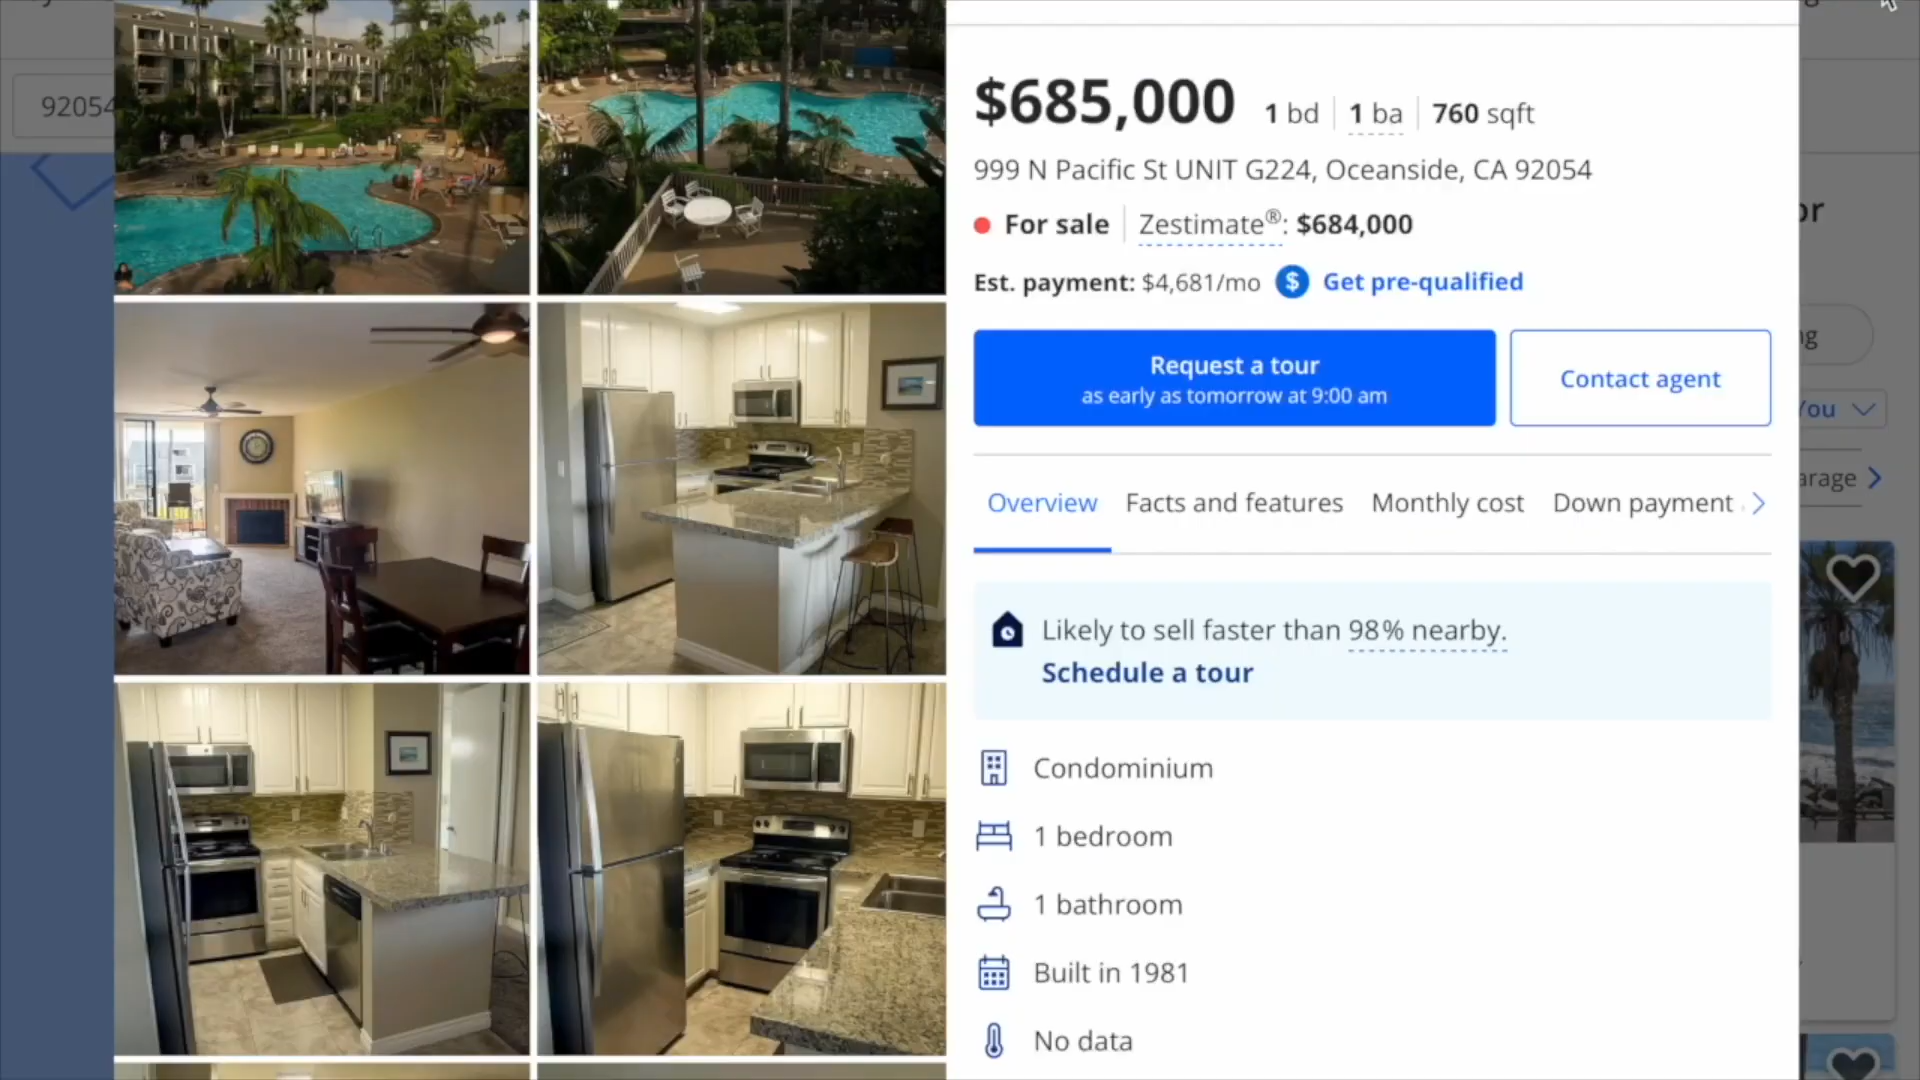 92054
$685,000 1 bd 1 ba 760 sqft
999 N Pacific St UNIT G224, Oceanside, CA 92054
For sale Zestimate®: $684,000
Est. payment: $4,681/mo $ Get pre-qualified
Request a tour
as early as tomorrow at 9:00 am
Contact agent
You
Overview Facts and features Monthly cost Down payment
Likely to sell faster than 98% nearby.
Schedule a tour
Condominium
1 bedroom
1 bathroom
Built in 1981
No data